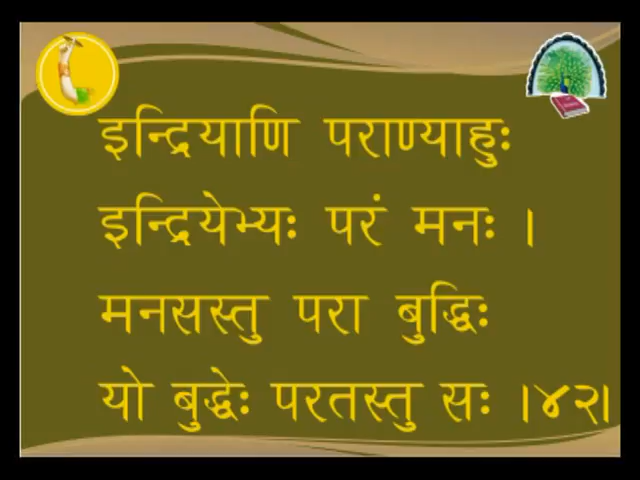 इन्द्रियाणि पराण्याहुः
इन्द्रियेभ्यः परं मनः ।
मनसस्तु परा बुद्धिः
यो बुद्धेः परतस्तु सः ।४२।